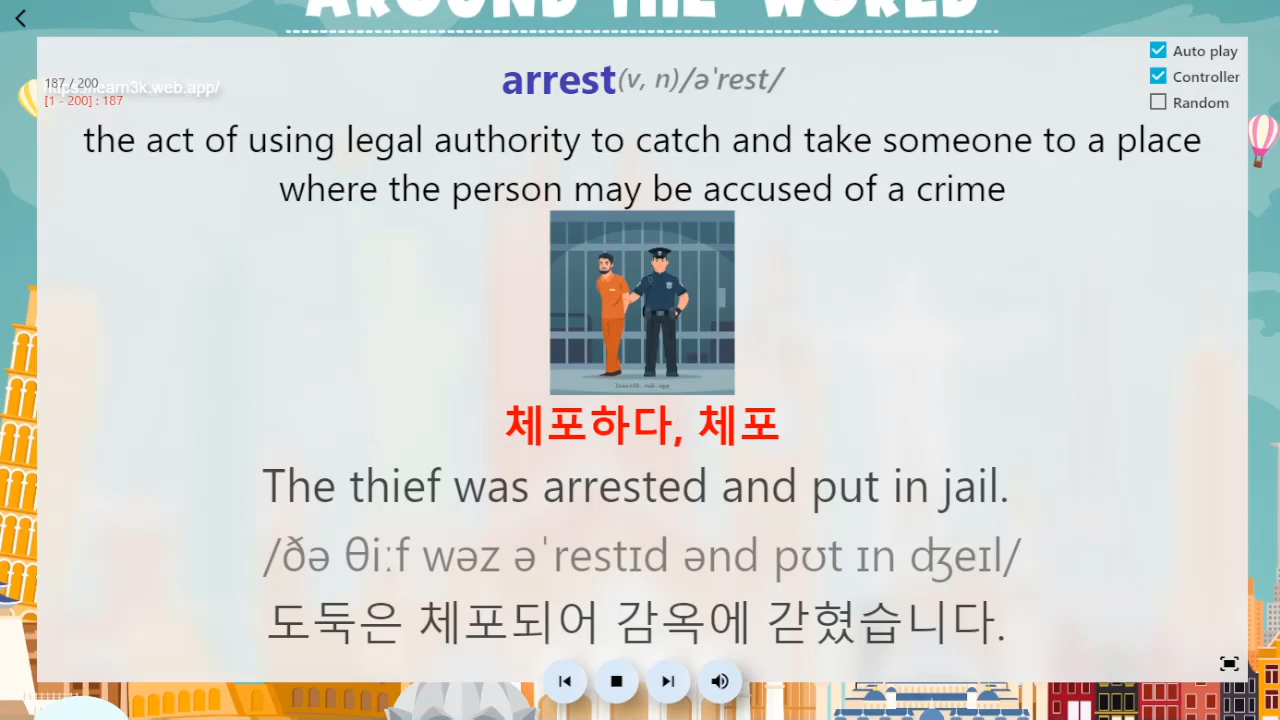 AROUND THE WORLD
187 / 200
https://learn3k.web.app/
[1 - 200] : 187
arrest(v, n)/əˈrest/
Auto play
Controller
Random
the act of using legal authority to catch and take someone to a place
where the person may be accused of a crime
learn3k.web.app
체포하다, 체포
The thief was arrested and put in jail.
/ðə θiːf wəz əˈrestɪd ənd pʊt ɪn ʤeɪl/
도둑은 체포되어 감옥에 갇혔습니다.